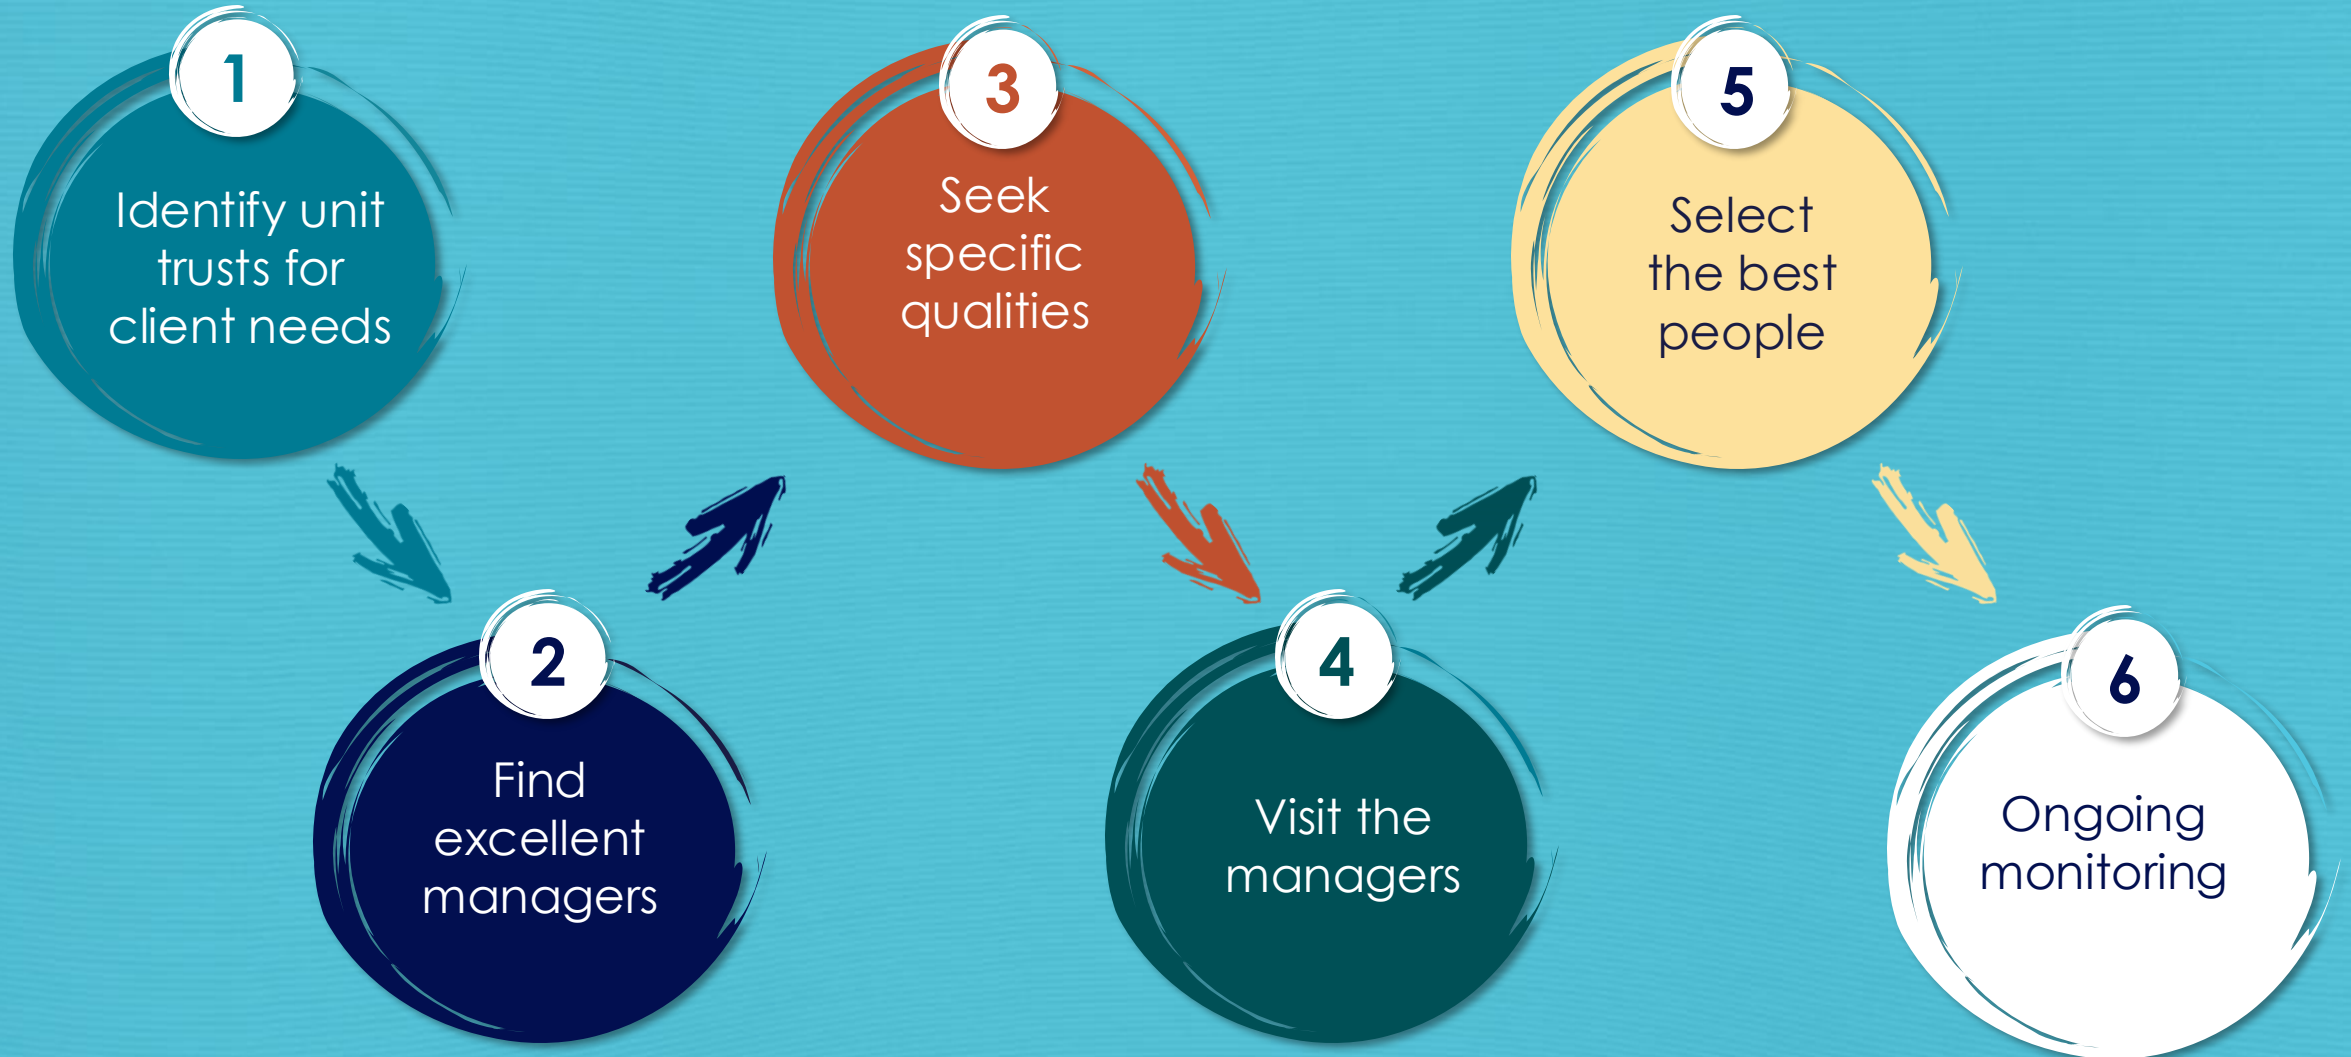 1
Identify unit
trusts for
client needs
2
Find
excellent
managers
3
Seek
specific
qualities
4
Visit the
managers
5
Select
the best
people
6
Ongoing
monitoring